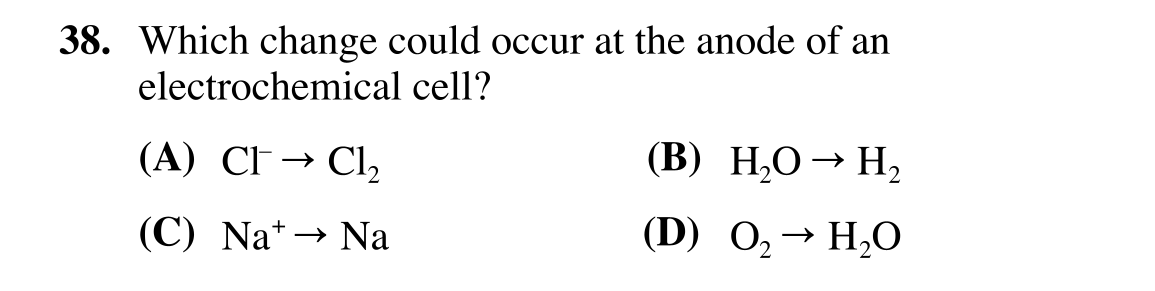 38. Which change could occur at the anode of an
electrochemical cell?
(A) Cl⁻ → Cl₂ (B) H₂O → H₂
(C) Na⁺ → Na (D) O₂ → H₂O